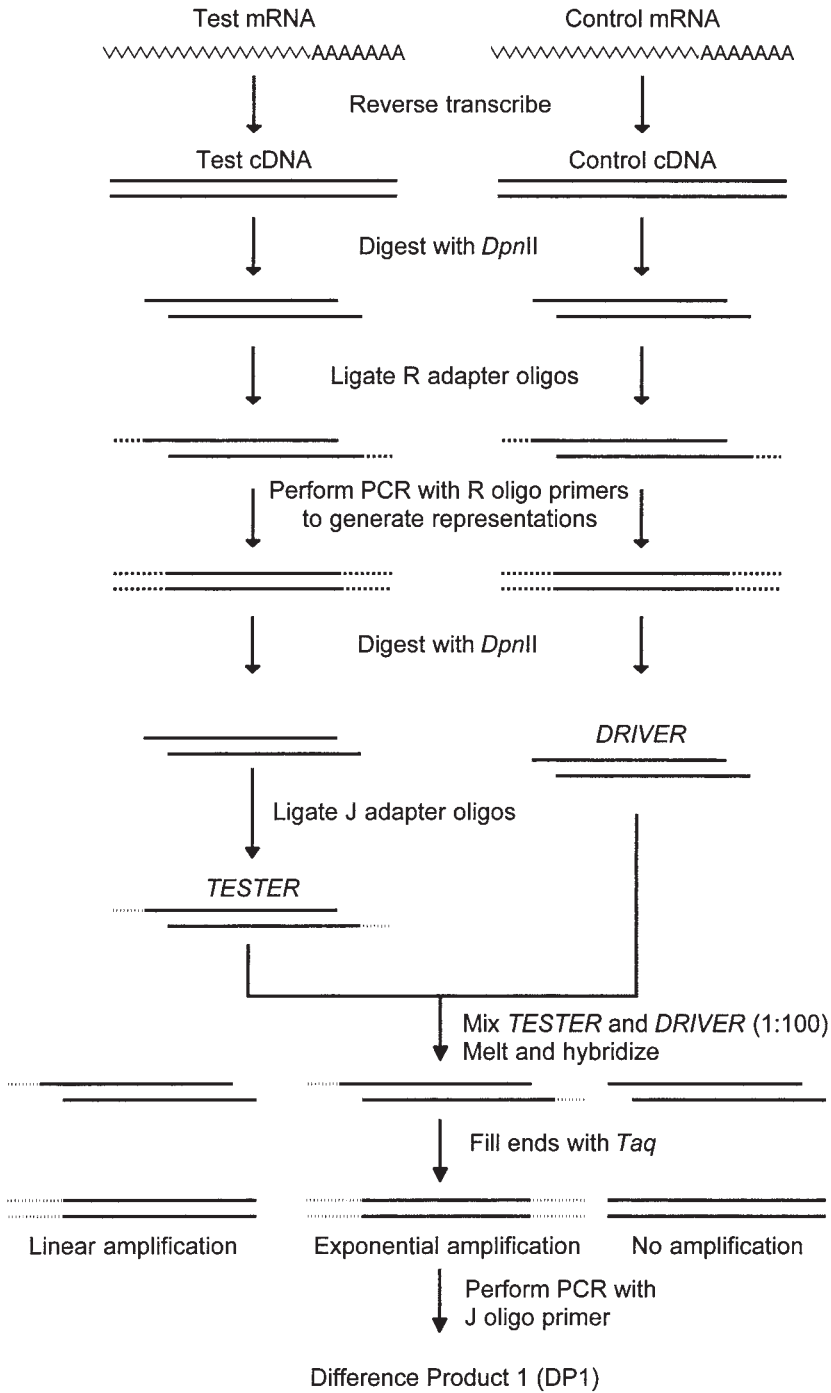 Test mRNA
Control mRNA
AAAAAAA
AAAAAAA
Reverse transcribe
Test cDNA
Control cDNA
Digest with DpnII
Ligate R adapter oligos
Perform PCR with R oligo primers
to generate representations
Digest with DpnII
DRIVER
Ligate J adapter oligos
TESTER
Mix TESTER and DRIVER (1:100)
Melt and hybridize
Fill ends with Taq
Linear amplification
Exponential amplification
No amplification
Perform PCR with
J oligo primer
Difference Product 1 (DP1)